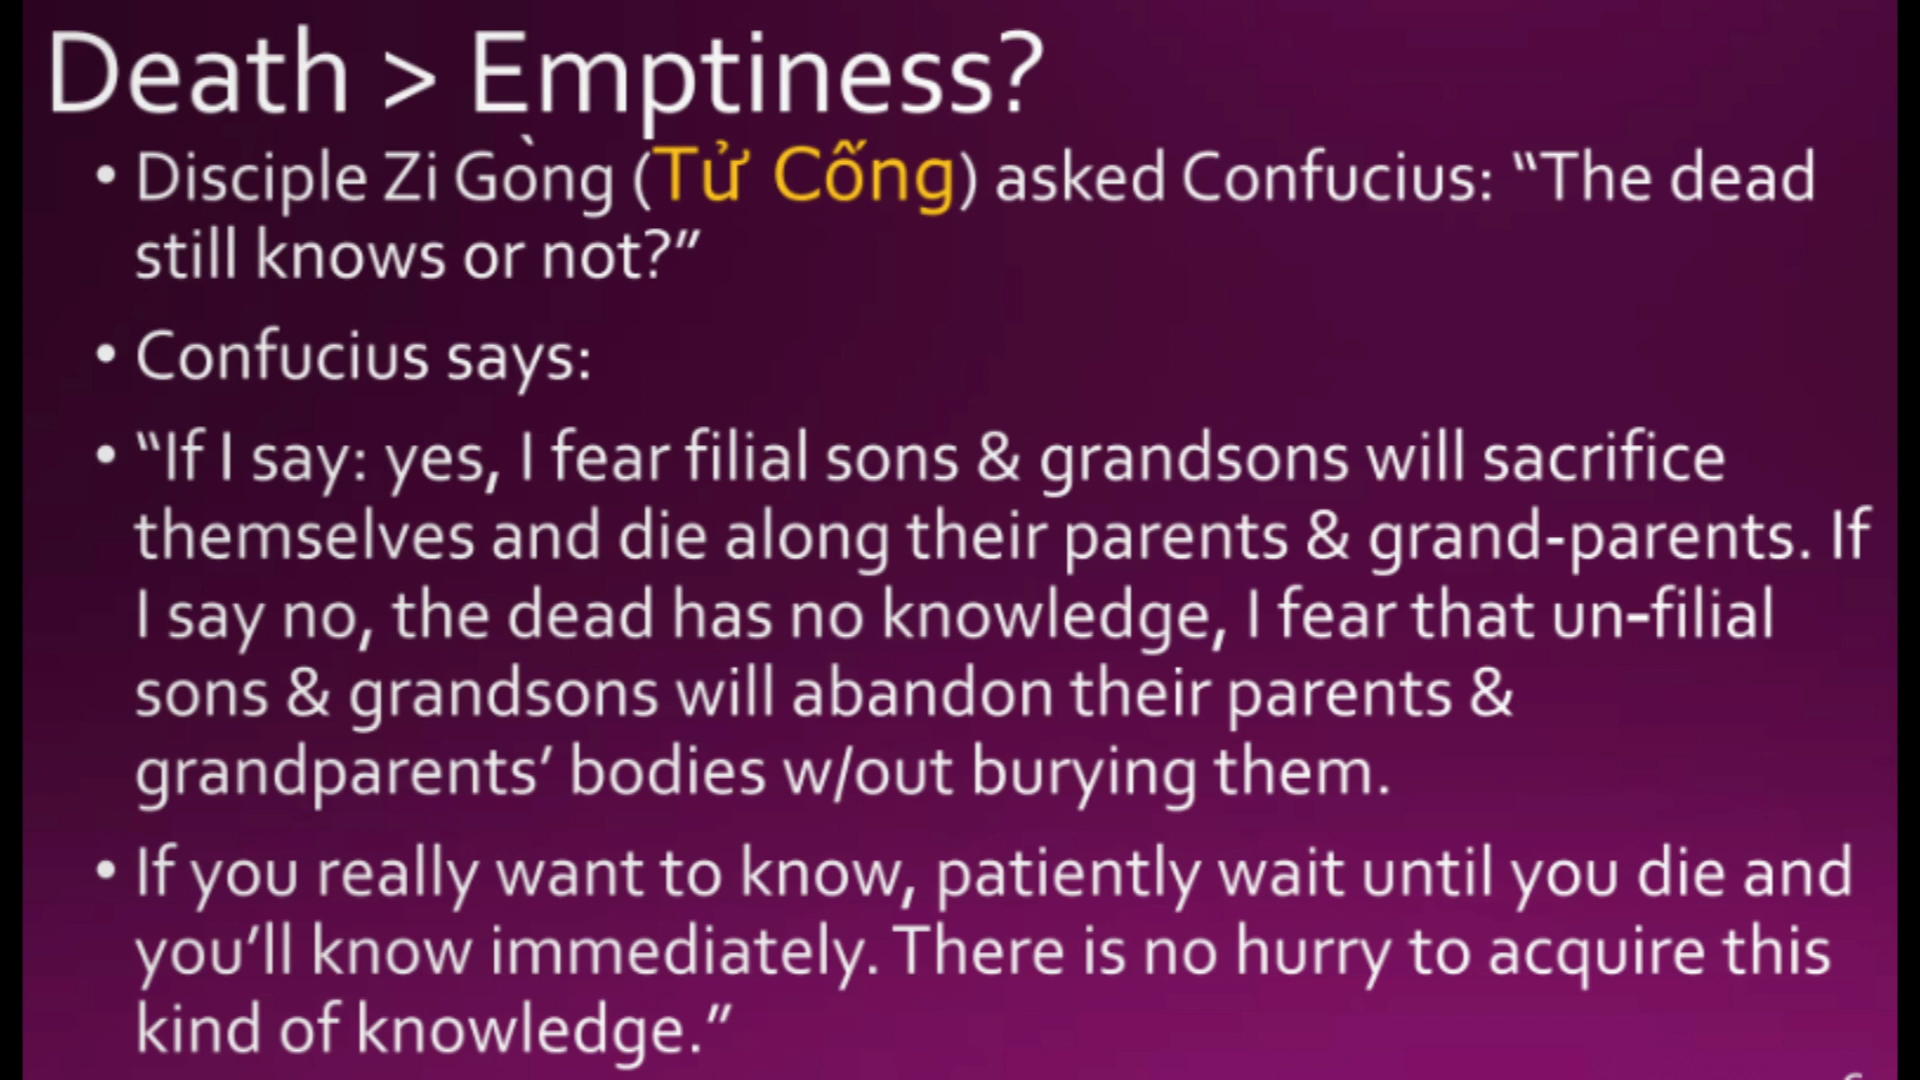 Death > Emptiness?
• Disciple Zi Gòng (Tử Cống) asked Confucius: “The dead
still knows or not?”
• Confucius says:
• “If I say: yes, I fear filial sons & grandsons will sacrifice
themselves and die along their parents & grand-parents. If
I say no, the dead has no knowledge, I fear that un-filial
sons & grandsons will abandon their parents &
grandparents’ bodies w/out burying them.
• If you really want to know, patiently wait until you die and
you’ll know immediately. There is no hurry to acquire this
kind of knowledge.”